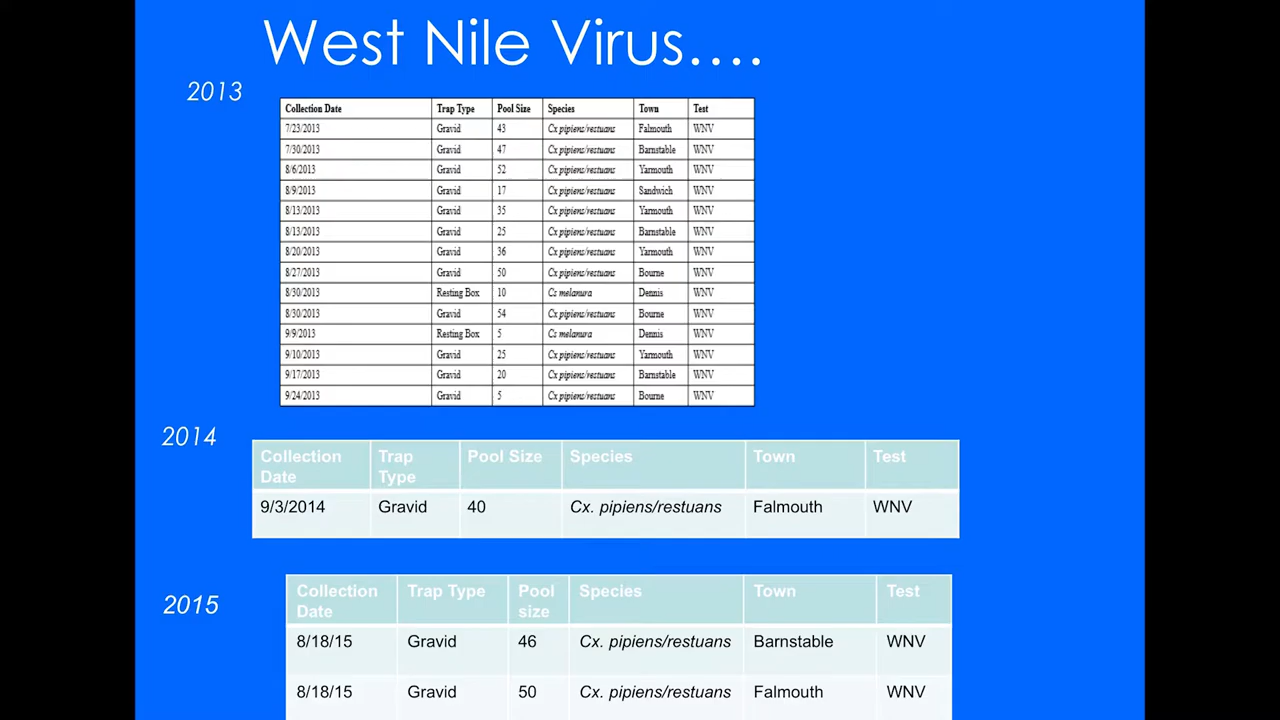 West Nile Virus….
2013
Collection Date Trap Type Pool Size Species Town Test
7/23/2013 Gravid 43 Cx pipiens/restuans Falmouth WNV
7/30/2013 Gravid 47 Cx pipiens/restuans Barnstable WNV
8/6/2013 Gravid 52 Cx pipiens/restuans Yarmouth WNV
8/9/2013 Gravid 17 Cx pipiens/restuans Sandwich WNV
8/13/2013 Gravid 35 Cx pipiens/restuans Yarmouth WNV
8/13/2013 Gravid 25 Cx pipiens/restuans Barnstable WNV
8/20/2013 Gravid 36 Cx pipiens/restuans Yarmouth WNV
8/27/2013 Gravid 50 Cx pipiens/restuans Bourne WNV
8/30/2013 Resting Box 10 Cs melanura Dennis WNV
8/30/2013 Gravid 54 Cx pipiens/restuans Bourne WNV
9/9/2013 Resting Box 5 Cs melanura Dennis WNV
9/10/2013 Gravid 25 Cx pipiens/restuans Yarmouth WNV
9/17/2013 Gravid 20 Cx pipiens/restuans Barnstable WNV
9/24/2013 Gravid 5 Cx pipiens/restuans Bourne WNV
2014
Collection Trap Pool Size Species Town Test
Date Type
9/3/2014 Gravid 40 Cx. pipiens/restuans Falmouth WNV
2015
Collection Trap Type Pool Species Town Test
Date size
8/18/15 Gravid 46 Cx. pipiens/restuans Barnstable WNV
8/18/15 Gravid 50 Cx. pipiens/restuans Falmouth WNV